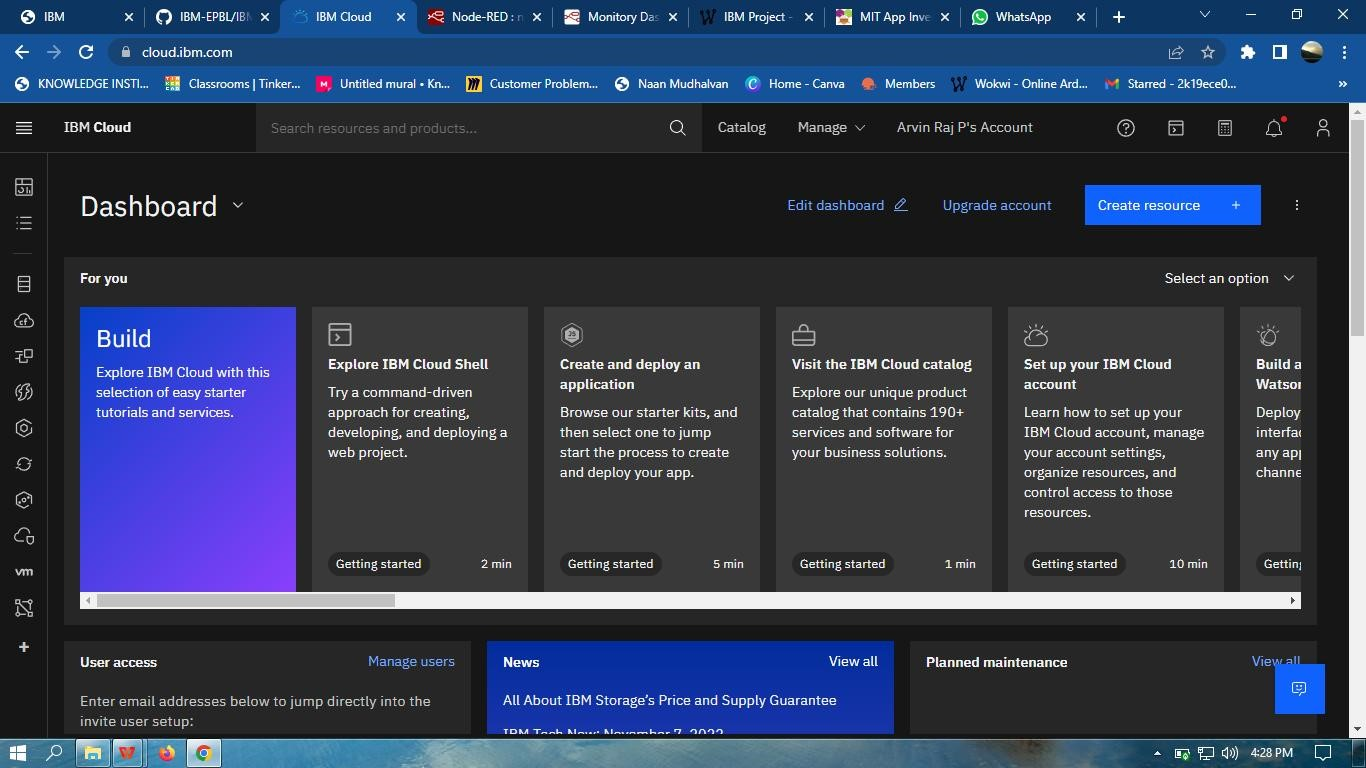 IBM
IBM-EPBL/IBM
IBM Cloud
Node-RED : n
Monitory Das
IBM Project -
MIT App Inve
WhatsApp
cloud.ibm.com
KNOWLEDGE INSTI...
Classrooms | Tinker...
Untitled mural • Kn...
Customer Problem...
Naan Mudhalvan
Home - Canva
Members
Wokwi - Online Ard...
Starred - 2k19ece0...
IBM Cloud
Search resources and products...
Catalog
Manage
Arvin Raj P's Account
Dashboard
Edit dashboard
Upgrade account
Create resource +
For you
Select an option
Build
Explore IBM Cloud with this
selection of easy starter
tutorials and services.
Explore IBM Cloud Shell
Try a command-driven
approach for creating,
developing, and deploying a
web project.
Getting started 2 min
Create and deploy an
application
Browse our starter kits, and
then select one to jump
start the process to create
and deploy your app.
Getting started 5 min
Visit the IBM Cloud catalog
Explore our unique product
catalog that contains 190+
services and software for
your business solutions.
Getting started 1 min
Set up your IBM Cloud
account
Learn how to set up your
IBM Cloud account, manage
your account settings,
organize resources, and
control access to those
resources.
Getting started 10 min
Build a
Watson
Deploy
interfac
any app
channe
Getting
vm
User access
Manage users
Enter email addresses below to jump directly into the
invite user setup:
News
View all
All About IBM Storage's Price and Supply Guarantee
IBM Tech Now: November 7, 2022
Planned maintenance
View all
4:28 PM